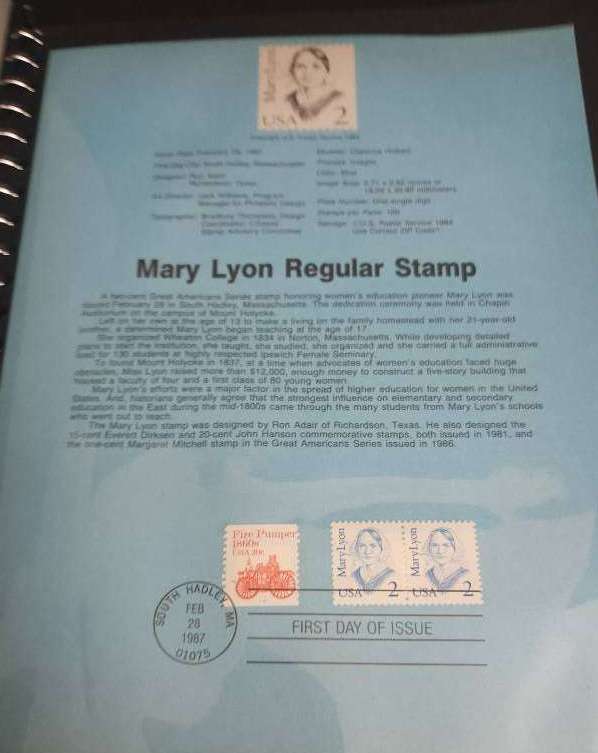 Mary Lyon
USA 2
Mary Lyon Regular Stamp
A two-cent Great Americans Series stamp honoring women's education pioneer Mary Lyon was
issued February 28 in South Hadley, Massachusetts. The dedication ceremony was held in Chapin
Auditorium on the campus of Mount Holyoke.
Left on her own at the age of 13 to make a living on the family homestead with her 21-year-old
brother, a determined Mary Lyon began teaching at the age of 17.
She organized Wheaton College in 1834 in Norton, Massachusetts. While developing detailed
plans to start the institution, she taught, she studied, she organized and she carried a full administrative
load for 130 students at highly respected Ipswich Female Seminary.
To found Mount Holyoke in 1837, at a time when advocates of women's education faced huge
obstacles, Miss Lyon raised more than $12,000, enough money to construct a five-story building that
housed a faculty of four and a first class of 80 young women.
Mary Lyon's efforts were a major factor in the spread of higher education for women in the United
States. And, historians generally agree that the strongest influence on elementary and secondary
education in the East during the mid-1800s came through the many students from Mary Lyon's schools
who went out to teach.
The Mary Lyon stamp was designed by Ron Adair of Richardson, Texas. He also designed the
15-cent Everett Dirksen and 20-cent John Hanson commemorative stamps, both issued in 1981, and
the one-cent Margaret Mitchell stamp in the Great Americans Series issued in 1986.
Fire Pumper
1860s
USA 20c
Mary Lyon
USA 2
Mary Lyon
USA 2
SOUTH HADLEY, MA
FEB
28
1987
01075
FIRST DAY OF ISSUE